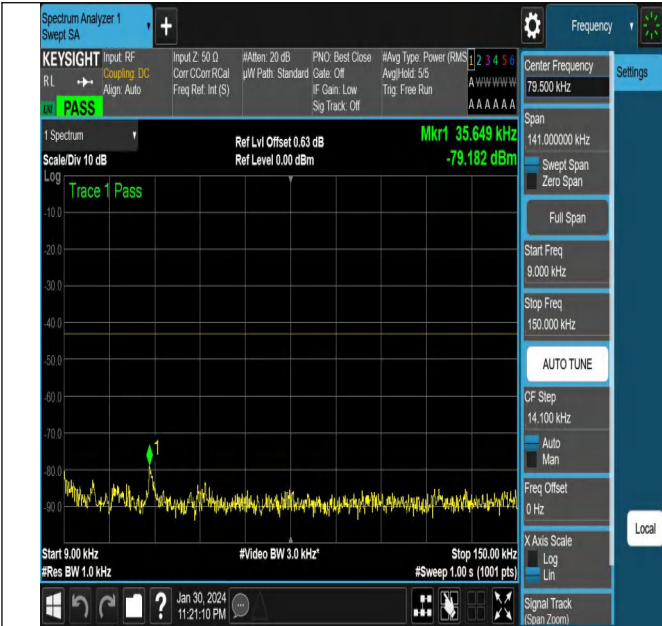 Spectrum Analyzer 1
Swept SA
+
Frequency
KEYSIGHT
RL
Input: RF
Coupling: DC
Align: Auto
Input Z: 50 Ω
Corr CCorr RCal
Freq Ref: Int (S)
#Atten: 20 dB
µW Path: Standard
PNO: Best Close
Gate: Off
IF Gain: Low
Sig Track: Off
#Avg Type: Power (RMS
Avg|Hold: 5/5
Trig: Free Run
1 2 3 4 5 6
A W W W W W
A A A A A A
LXI PASS
1 Spectrum
Scale/Div 10 dB
Ref Lvl Offset 0.63 dB
Ref Level 0.00 dBm
Mkr1 35.649 kHz
-79.182 dBm
Log
Trace 1 Pass
-10.0
-20.0
-30.0
-40.0
-50.0
-60.0
-70.0
-80.0
-90.0
1
Start 9.00 kHz
#Res BW 1.0 kHz
#Video BW 3.0 kHz*
Stop 150.00 kHz
#Sweep 1.00 s (1001 pts)
?
Jan 30, 2024
11:21:10 PM
Center Frequency
79.500 kHz
Settings
Span
141.000000 kHz
Swept Span
Zero Span
Full Span
Start Freq
9.000 kHz
Stop Freq
150.000 kHz
AUTO TUNE
CF Step
14.100 kHz
Auto
Man
Freq Offset
0 Hz
Local
X Axis Scale
Log
Lin
Signal Track
(Span Zoom)